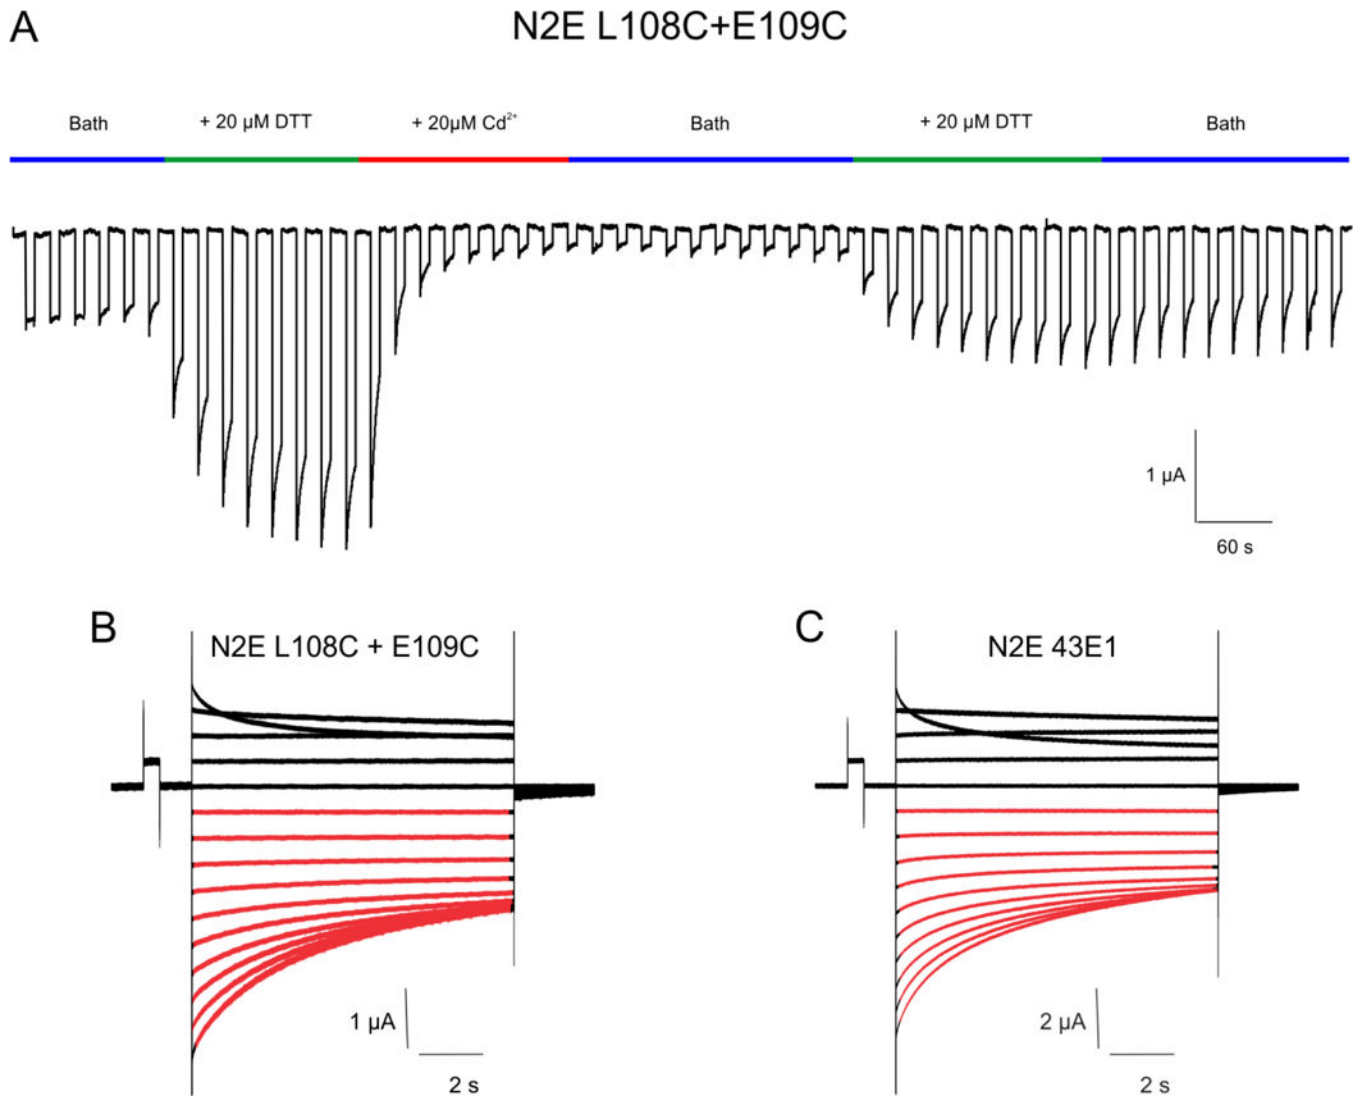 A
N2E L108C+E109C
Bath
+ 20 µM DTT
+ 20µM Cd²⁺
Bath
+ 20 µM DTT
Bath
1 µA
60 s
B
N2E L108C + E109C
1 µA
2 s
C
N2E 43E1
2 µA
2 s